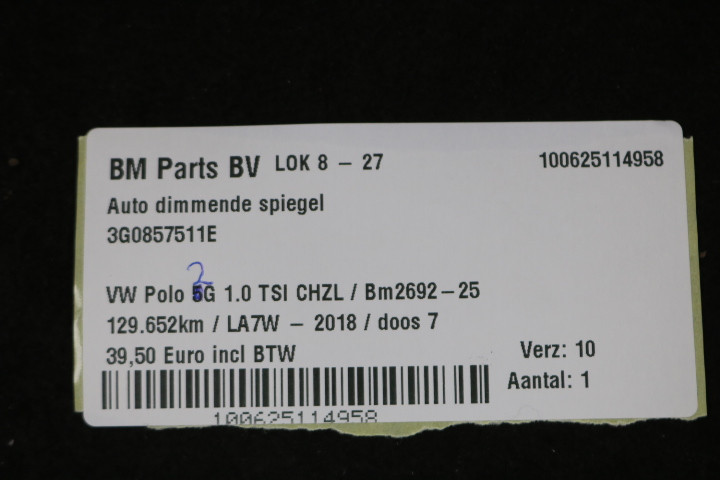 BM Parts BV LOK 8 - 27 100625114958
Auto dimmende spiegel
3G0857511E
2
VW Polo 5G 1.0 TSI CHZL / Bm2692-25
129.652km / LA7W - 2018 / doos 7
39,50 Euro incl BTW Verz: 10
Aantal: 1
100625114958